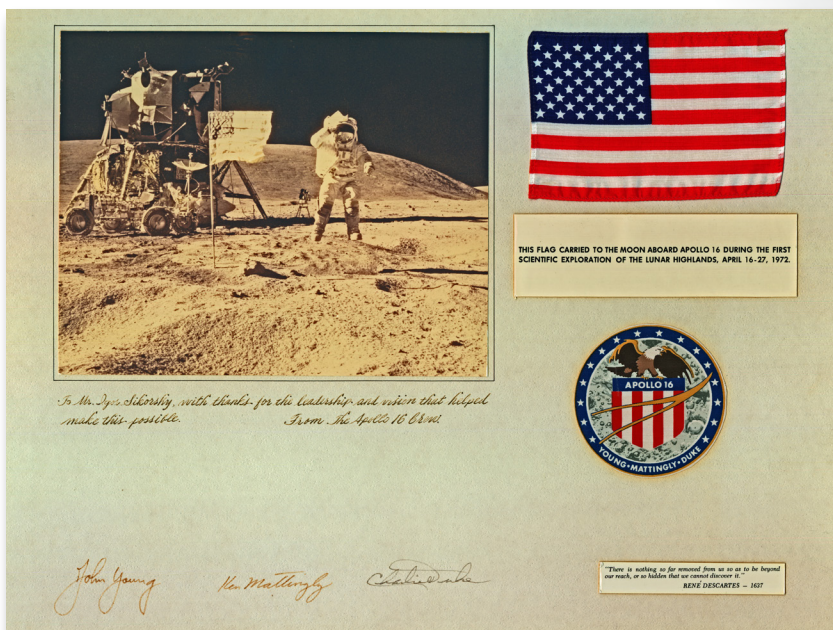 THIS FLAG CARRIED TO THE MOON ABOARD APOLLO 16 DURING THE FIRST
SCIENTIFIC EXPLORATION OF THE LUNAR HIGHLANDS, APRIL 16-27, 1972.
APOLLO 16
YOUNG • MATTINGLY • DUKE
To Mr. Igor Sikorsky, with thanks for the leadership and vision that helped
make this possible. From The Apollo 16 Crew.
John Young Ken Mattingly Charlie Duke
"There is nothing so far removed from us so as to be beyond
our reach, or so hidden that we cannot discover it."
RENÉ DESCARTES – 1637